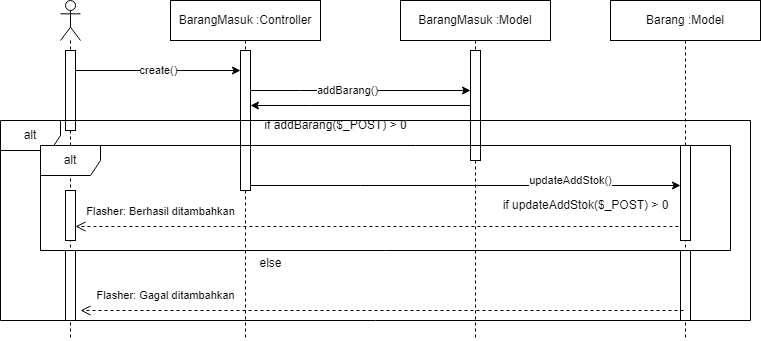 BarangMasuk :Controller
BarangMasuk :Model
Barang :Model
create()
addBarang()
if addBarang($_POST) > 0
alt
alt
updateAddStok()
if updateAddStok($_POST) > 0
Flasher: Berhasil ditambahkan
else
Flasher: Gagal ditambahkan